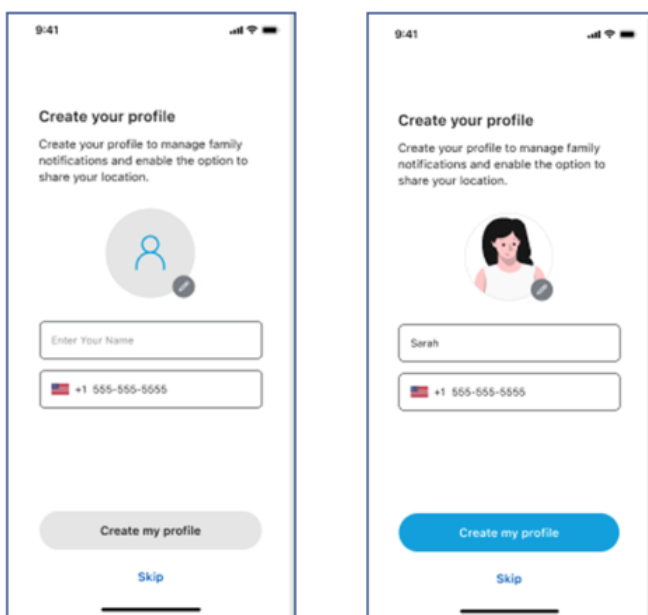 9:41
Create your profile
Create your profile to manage family
notifications and enable the option to
share your location.
Enter Your Name
+1 555-555-5555
Create my profile
Skip
9:41
Create your profile
Create your profile to manage family
notifications and enable the option to
share your location.
Serah
+1 555-555-5555
Create my profile
Skip